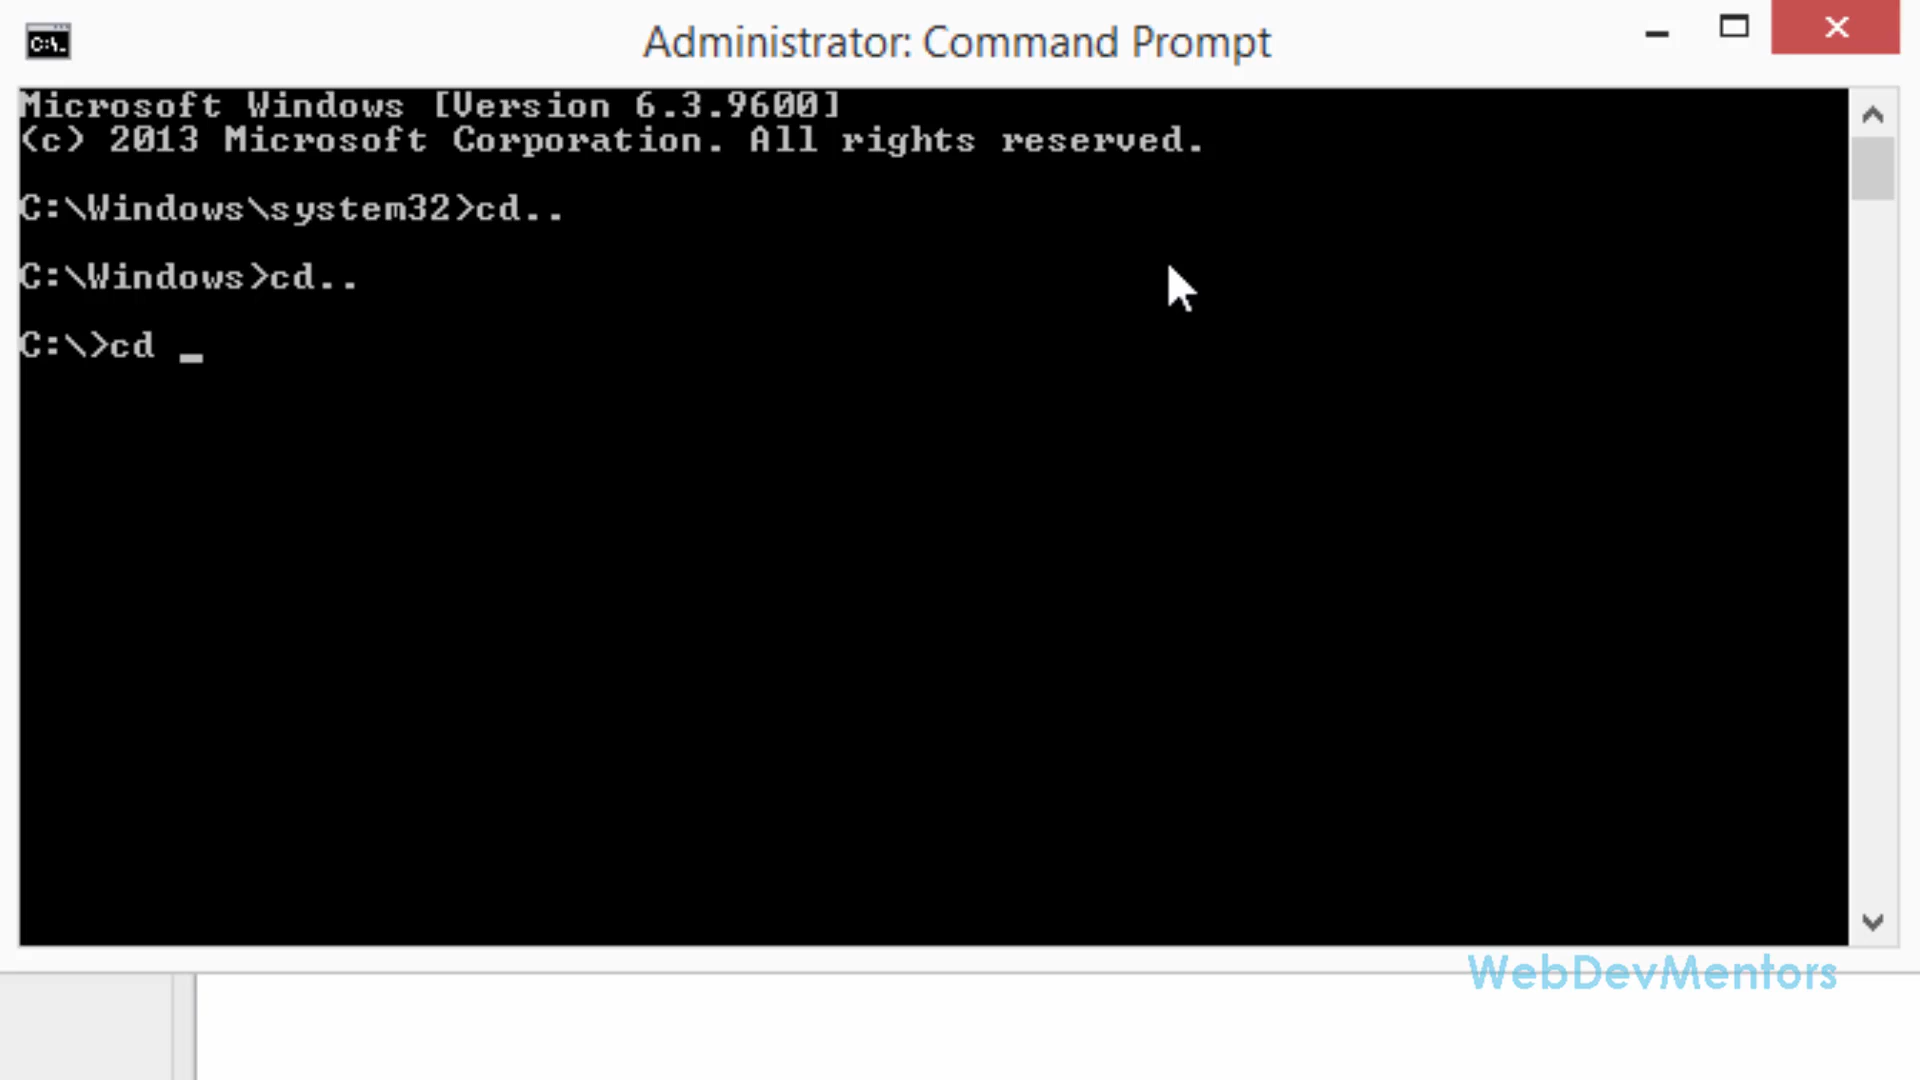 Administrator: Command Prompt
C:\.
Microsoft Windows [Version 6.3.9600]
(c) 2013 Microsoft Corporation. All rights reserved.
C:\Windows\system32>cd..
C:\Windows>cd..
C:\>cd _
WebDevMentors